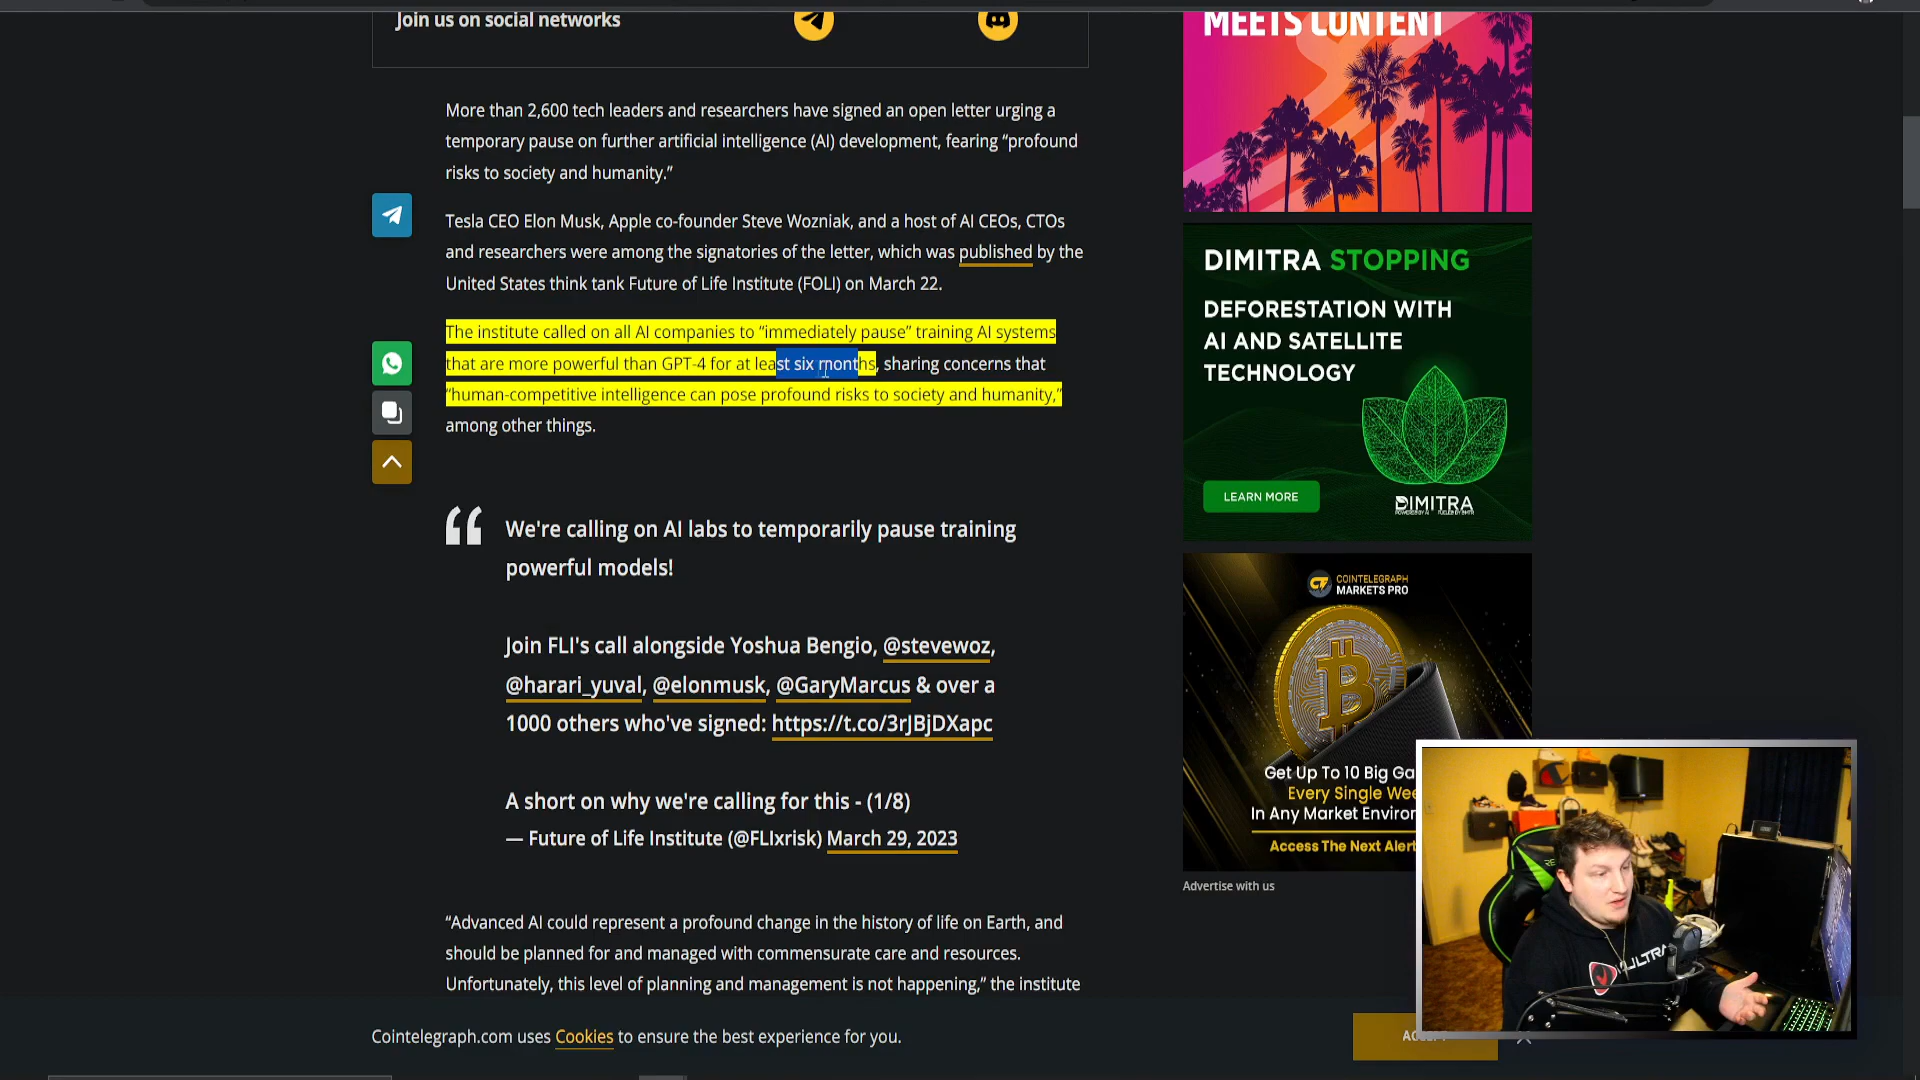 Join us on social networks
More than 2,600 tech leaders and researchers have signed an open letter urging a
temporary pause on further artificial intelligence (AI) development, fearing “profound
risks to society and humanity.”
Tesla CEO Elon Musk, Apple co-founder Steve Wozniak, and a host of AI CEOs, CTOs
and researchers were among the signatories of the letter, which was published by the
United States think tank Future of Life Institute (FOLI) on March 22.
The institute called on all AI companies to “immediately pause” training AI systems
that are more powerful than GPT-4 for at least six months, sharing concerns that
“human-competitive intelligence can pose profound risks to society and humanity,”
among other things.
We're calling on AI labs to temporarily pause training
powerful models!
Join FLI's call alongside Yoshua Bengio, @stevewoz,
@harari_yuval, @elonmusk, @GaryMarcus & over a
1000 others who've signed: https://t.co/3rJBjDXapc
A short on why we're calling for this - (1/8)
— Future of Life Institute (@FLIxrisk) March 29, 2023
“Advanced AI could represent a profound change in the history of life on Earth, and
should be planned for and managed with commensurate care and resources.
Unfortunately, this level of planning and management is not happening,” the institute
MEETS CONTENT
DIMITRA STOPPING
DEFORESTATION WITH
AI AND SATELLITE
TECHNOLOGY
LEARN MORE
DIMITRA
COINTELEGRAPH
MARKETS PRO
Get Up To 10 Big Ga
Every Single Wee
In Any Market Environ
Access The Next Alert
Advertise with us
Cointelegraph.com uses Cookies to ensure the best experience for you.